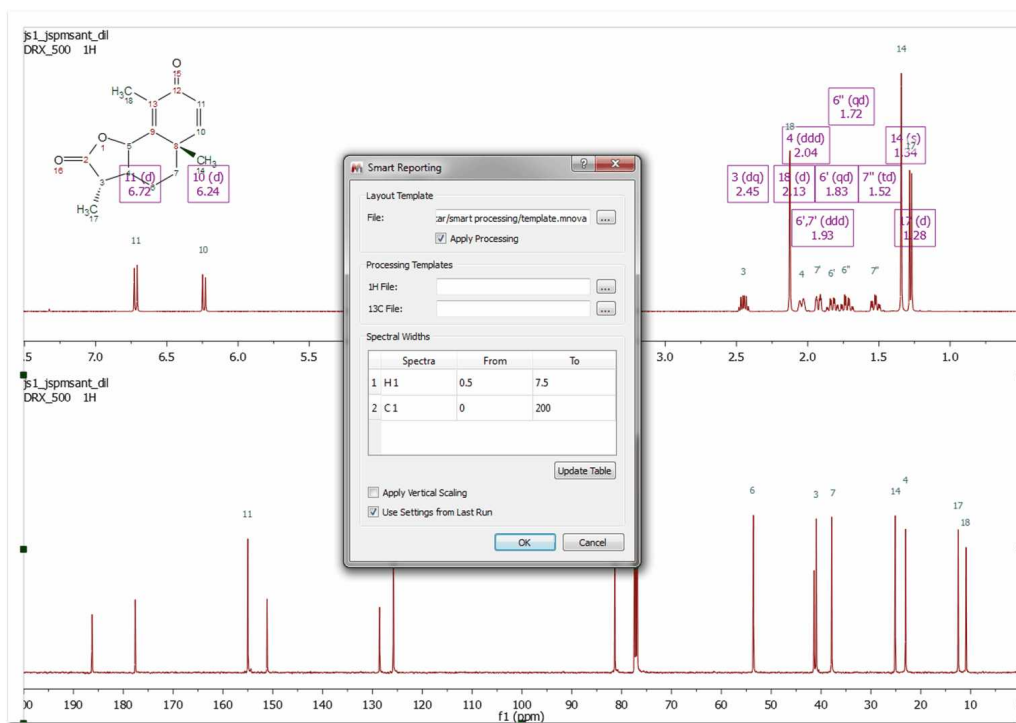 js1_jspmsant_dil
DRX_500 1H
O
15
H₃C
18
12
13
11
9
10
8
O
1
5
CH₃
14
O
16
2
3
4
7
6
H₃C
17
11 (d)
6.72
10 (d)
6.24
11
10
14
6'' (qd)
1.72
18
4 (ddd)
2.04
14 (s)
1.34
17
3 (dq)
2.45
18 (d)
2.13
6' (qd)
1.83
7'' (td)
1.52
6',7' (ddd)
1.93
17 (d)
1.28
3
4
7'
6'
6''
7''
.5
7.0
6.5
6.0
5.5
3.0
2.5
2.0
1.5
1.0
Smart Reporting
Layout Template
File:
:ar/smart processing/template.mnova
...
Apply Processing
Processing Templates
1H File:
...
13C File:
...
Spectral Widths
Spectra From To
1 H 1 0.5 7.5
2 C 1 0 200
Update Table
Apply Vertical Scaling
Use Settings from Last Run
OK Cancel
js1_jspmsant_dil
DRX_500 1H
11
6
3
7
14
4
17
18
00 190 180 170 160 150 140 130 120 110 100 90 80 70 60 50 40 30 20 10 0
f1 (ppm)